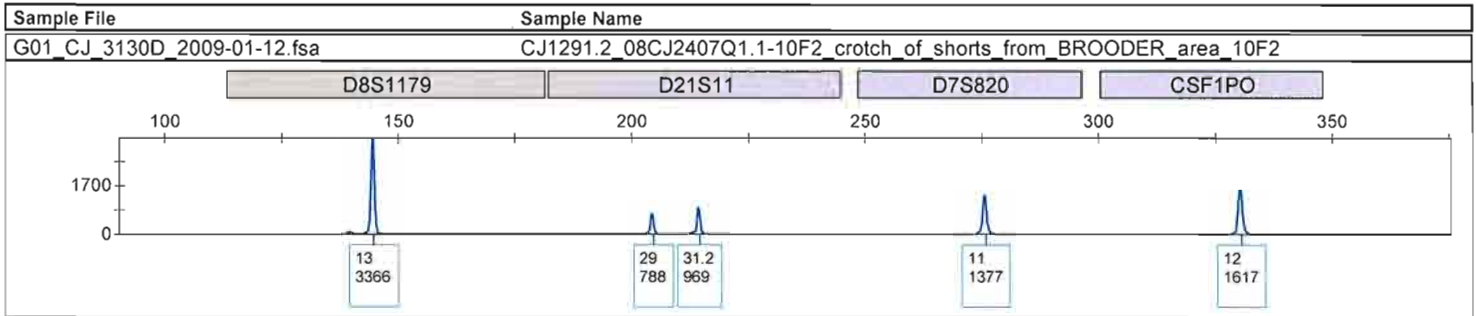 Sample File Sample Name
G01_CJ_3130D_2009-01-12.fsa CJ1291.2_08CJ2407Q1.1-10F2_crotch_of_shorts_from_BROODER_area_10F2
D8S1179 D21S11 D7S820 CSF1PO
100 150 200 250 300 350
1700
0
13 29 31.2 11 12
3366 788 969 1377 1617